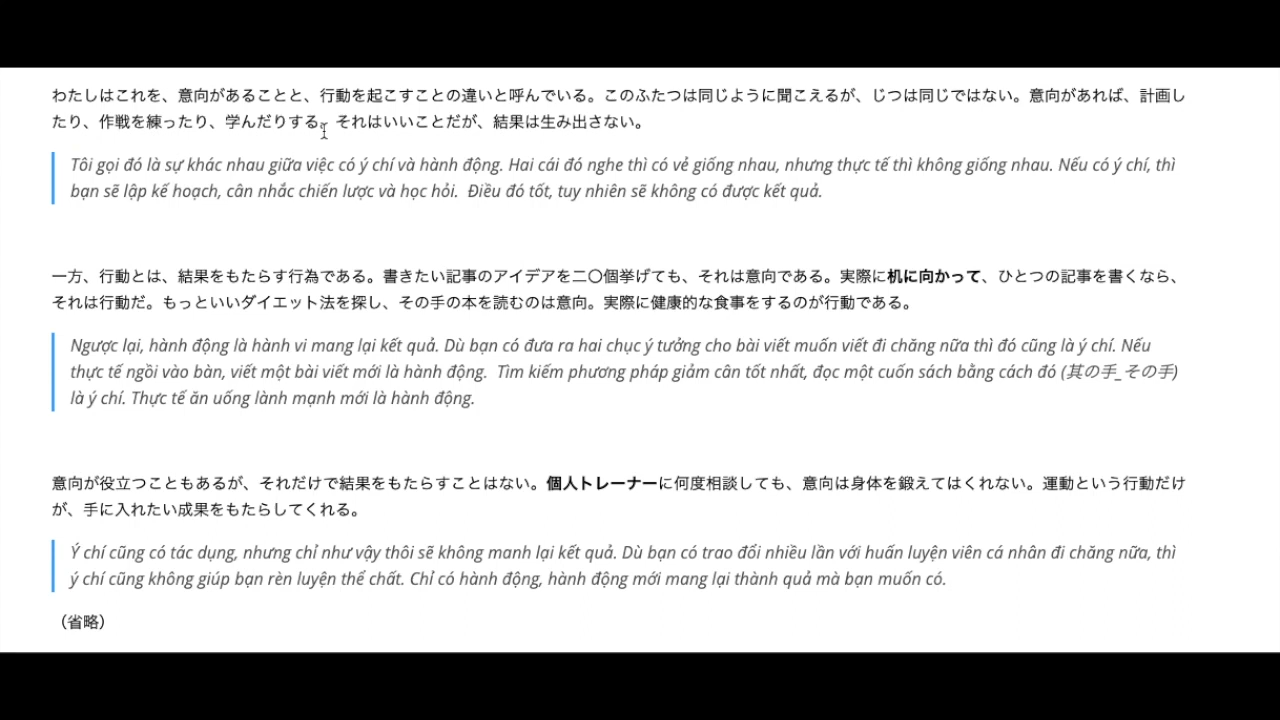 わたしはこれを、意向があることと、行動を起こすことの違いと呼んでいる。このふたつは同じように聞こえるが、じつは同じではない。意向があれば、計画し
たり、作戦を練ったり、学んだりする。それはいいことだが、結果は生み出さない。
Tôi gọi đó là sự khác nhau giữa việc có ý chí và hành động. Hai cái đó nghe thì có vẻ giống nhau, nhưng thực tế thì không giống nhau. Nếu có ý chí, thì
bạn sẽ lập kế hoạch, cân nhắc chiến lược và học hỏi.  Điều đó tốt, tuy nhiên sẽ không có được kết quả.
一方、行動とは、結果をもたらす行為である。書きたい記事のアイデアを二〇個挙げても、それは意向である。実際に机に向かって、ひとつの記事を書くなら、
それは行動だ。もっといいダイエット法を探し、その手の本を読むのは意向。実際に健康的な食事をするのが行動である。
Ngược lại, hành động là hành vi mang lại kết quả. Dù bạn có đưa ra hai chục ý tưởng cho bài viết muốn viết đi chăng nữa thì đó cũng là ý chí. Nếu
thực tế ngồi vào bàn, viết một bài viết mới là hành động.  Tìm kiếm phương pháp giảm cân tốt nhất, đọc một cuốn sách bằng cách đó (其の手_その手)
là ý chí. Thực tế ăn uống lành mạnh mới là hành động.
意向が役立つこともあるが、それだけで結果をもたらすことはない。個人トレーナーに何度相談しても、意向は身体を鍛えてはくれない。運動という行動だけ
が、手に入れたい成果をもたらしてくれる。
Ý chí cũng có tác dụng, nhưng chỉ như vậy thôi sẽ không manh lại kết quả. Dù bạn có trao đổi nhiều lần với huấn luyện viên cá nhân đi chăng nữa, thì
ý chí cũng không giúp bạn rèn luyện thể chất. Chỉ có hành động, hành động mới mang lại thành quả mà bạn muốn có.
（省略）